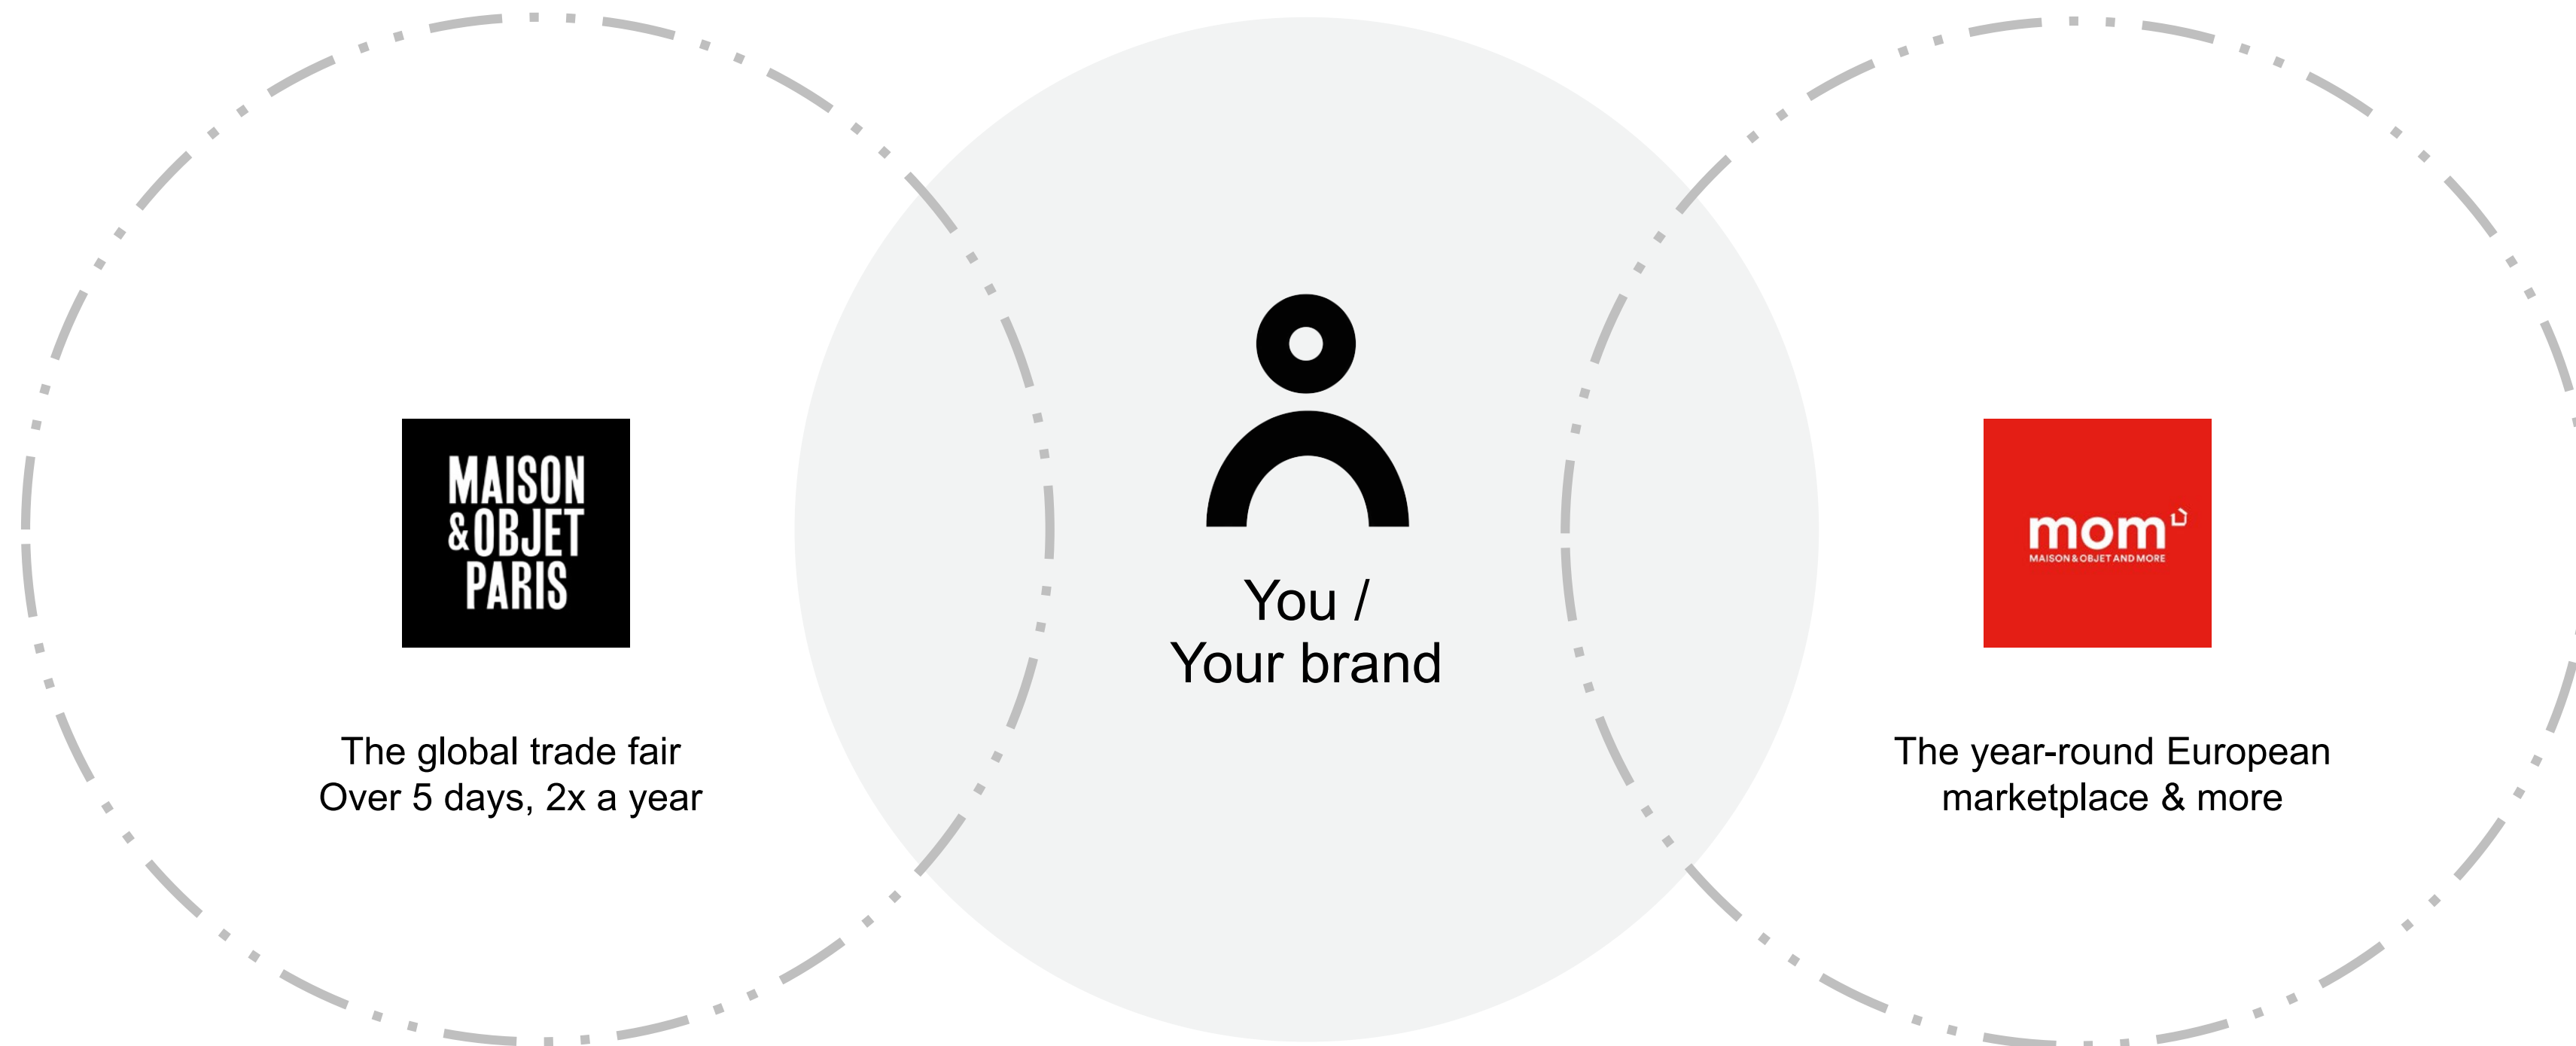 MAISON
&OBJET
PARIS
The global trade fair
Over 5 days, 2x a year
You /
Your brand
mom
MAISON&OBJET AND MORE
The year-round European
marketplace & more